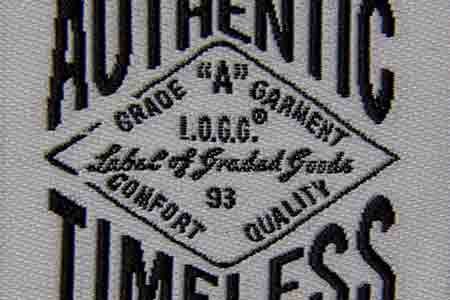 AUTHENTIC
GRADE "A" GARMENT
L.O.G.G.®
Label of Graded Goods
COMFORT 93 QUALITY
TIMELESS